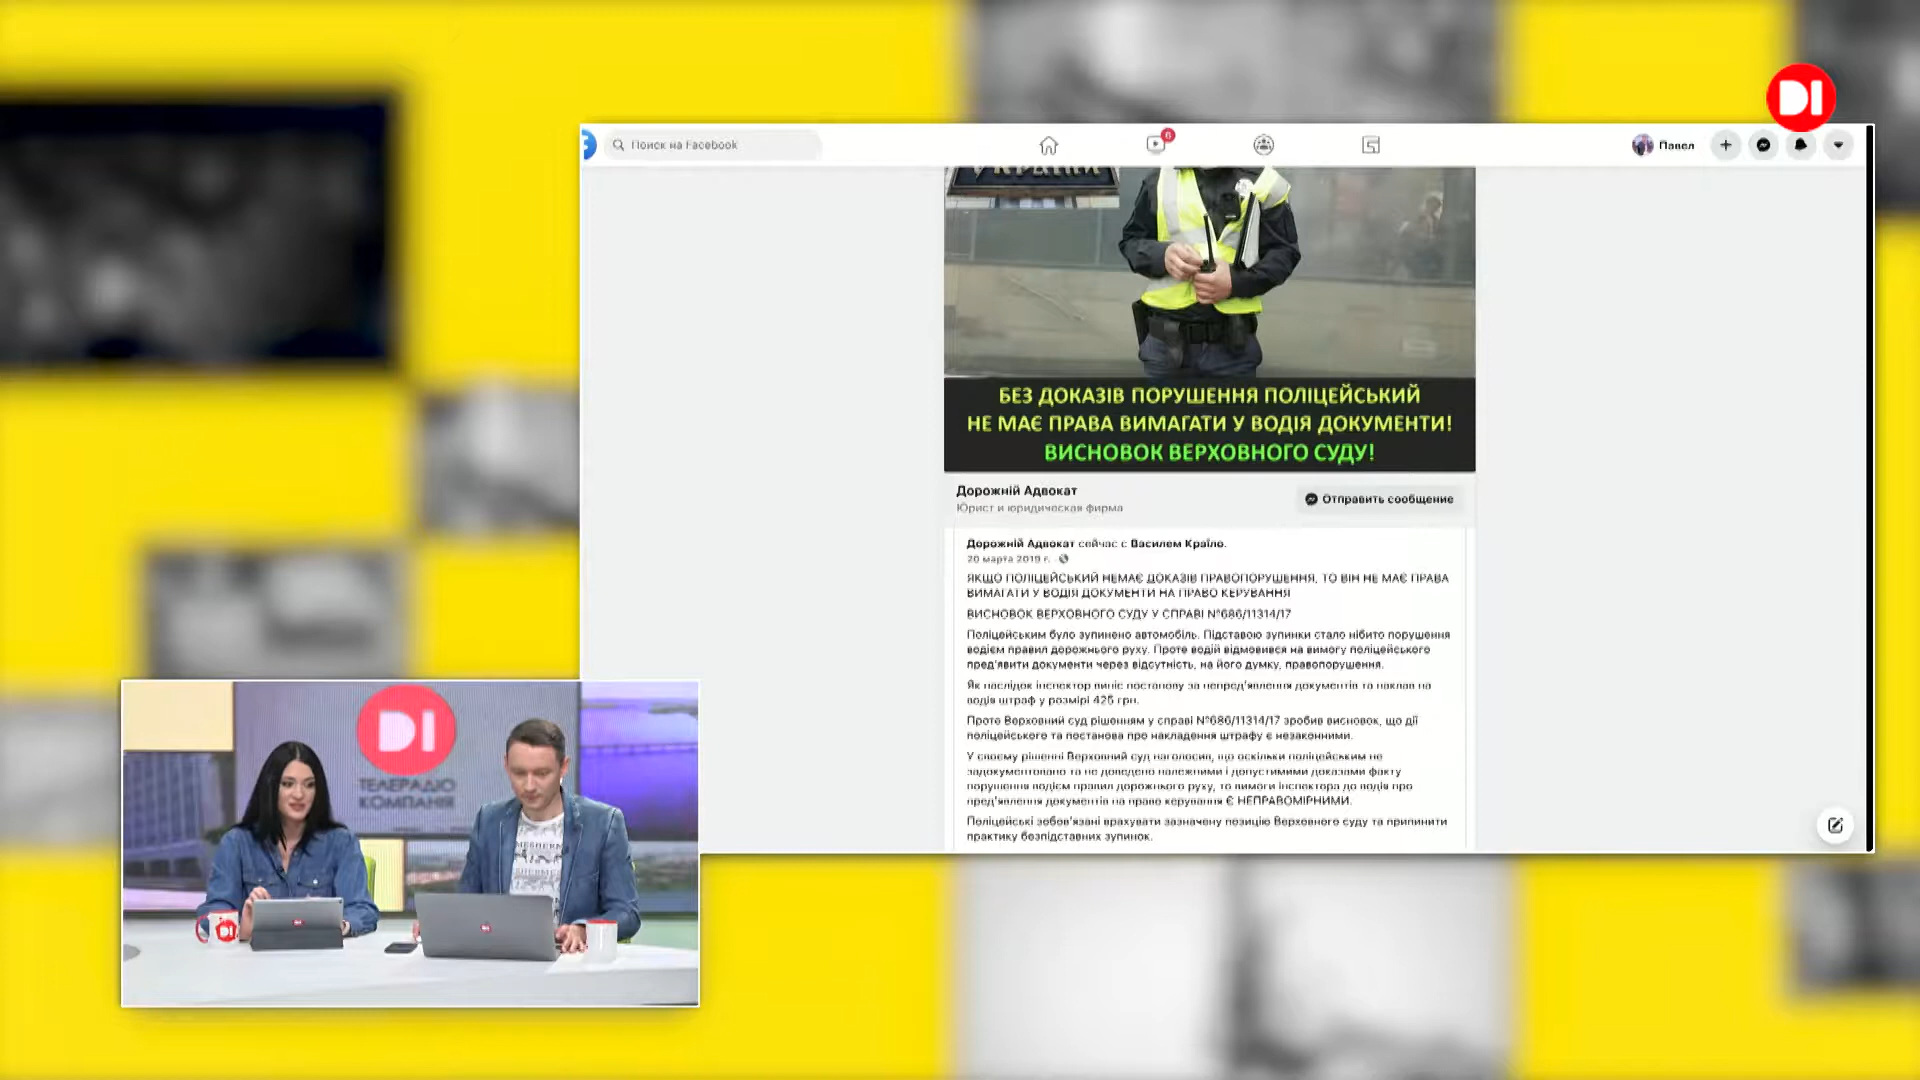 DI
Поиск на Facebook
6
Павел
УКРАЇНА
БЕЗ ДОКАЗІВ ПОРУШЕННЯ ПОЛІЦЕЙСЬКИЙ
НЕ МАЄ ПРАВА ВИМАГАТИ У ВОДІЯ ДОКУМЕНТИ!
ВИСНОВОК ВЕРХОВНОГО СУДУ!
Дорожній Адвокат
Юрист и юридическая фирма
Отправить сообщение
Дорожній Адвокат сейчас с Василем Країло.
20 марта 2019 г.
ЯКЩО ПОЛІЦЕЙСЬКИЙ НЕМАЄ ДОКАЗІВ ПРАВОПОРУШЕННЯ, ТО ВІН НЕ МАЄ ПРАВА
ВИМАГАТИ У ВОДІЯ ДОКУМЕНТИ НА ПРАВО КЕРУВАННЯ
ВИСНОВОК ВЕРХОВНОГО СУДУ У СПРАВІ №686/11314/17
Поліцейським було зупинено автомобіль. Підставою зупинки стало нібито порушення
водієм правил дорожнього руху. Проте водій відмовився на вимогу поліцейського
пред'явити документи через відсутність, на його думку, правопорушення.
Як наслідок інспектор виніс постанову за непред'явлення документів та наклав на
водія штраф у розмірі 425 грн.
Проте Верховний суд рішенням у справі №686/11314/17 зробив висновок, що дії
поліцейського та постанова про накладення штрафу є незаконними.
У своєму рішенні Верховний суд наголосив, що оскільки поліцейським не
задокументовано та не доведено належними і допустимими доказами факту
порушення водієм правил дорожнього руху, то вимоги інспектора до водія про
пред'явлення документів на право керування Є НЕПРАВОМІРНИМИ.
Поліцейські зобов'язані врахувати зазначену позицію Верховного суду та припинити
практику безпідставних зупинок.
DI
ТЕЛЕРАДІО
КОМПАНІЯ
DI